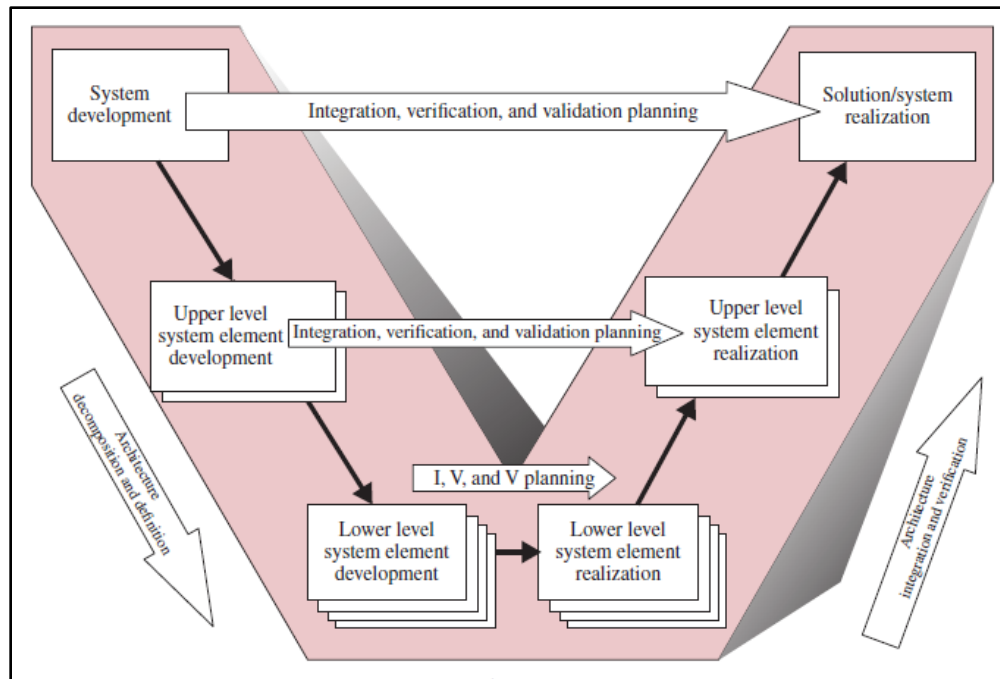 System
development
Integration, verification, and validation planning
Solution/system
realization
Upper level
system element
development
Integration, verification, and validation planning
Upper level
system element
realization
Architecture
decomposition and definition
I, V, and V planning
Architecture
integration and verification
Lower level
system element
development
Lower level
system element
realization